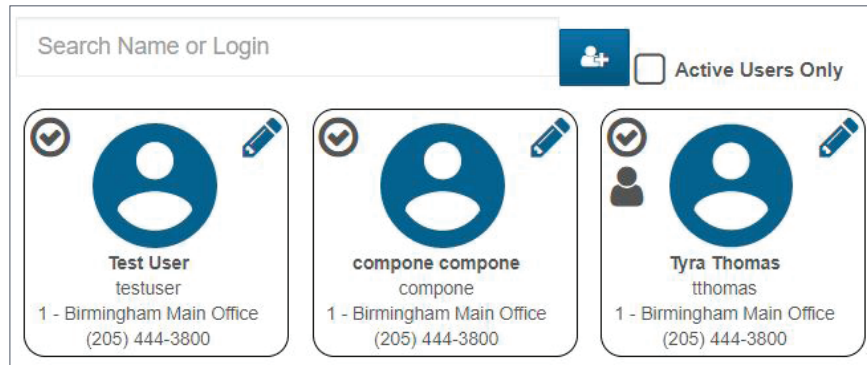 Search Name or Login
Active Users Only
Test User
testuser
1 - Birmingham Main Office
(205) 444-3800
compone compone
compone
1 - Birmingham Main Office
(205) 444-3800
Tyra Thomas
tthomas
1 - Birmingham Main Office
(205) 444-3800